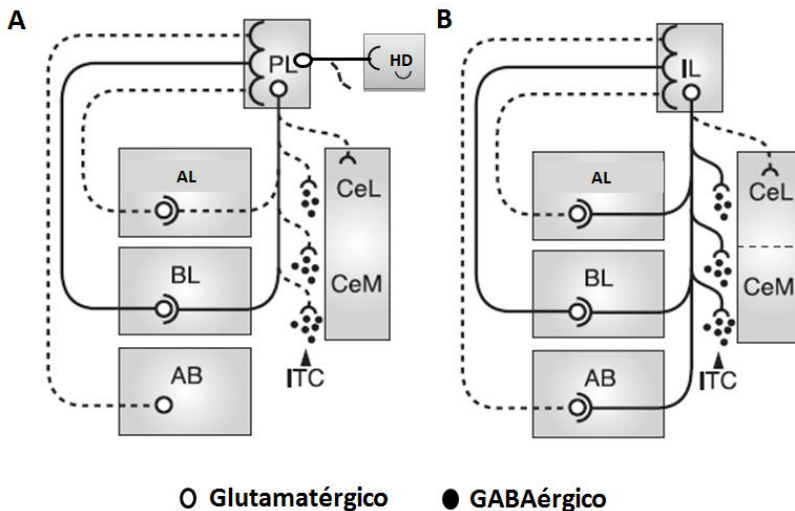 A
PL
HD
AL
CeL
BL
CeM
AB
ITC
B
IL
AL
CeL
BL
CeM
AB
ITC
Glutamatérgico
GABAérgico